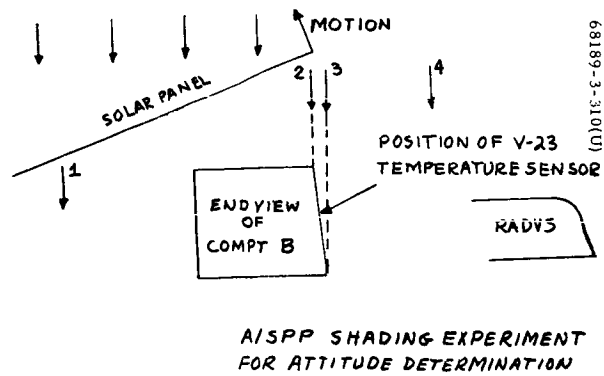 MOTION
2
3
4
SOLAR PANEL
1
POSITION OF V-23
TEMPERATURE SENSOR
END VIEW
OF
COMPT B
RADVS
A/SPP SHADING EXPERIMENT
FOR ATTITUDE DETERMINATION
68189-3-310(U)